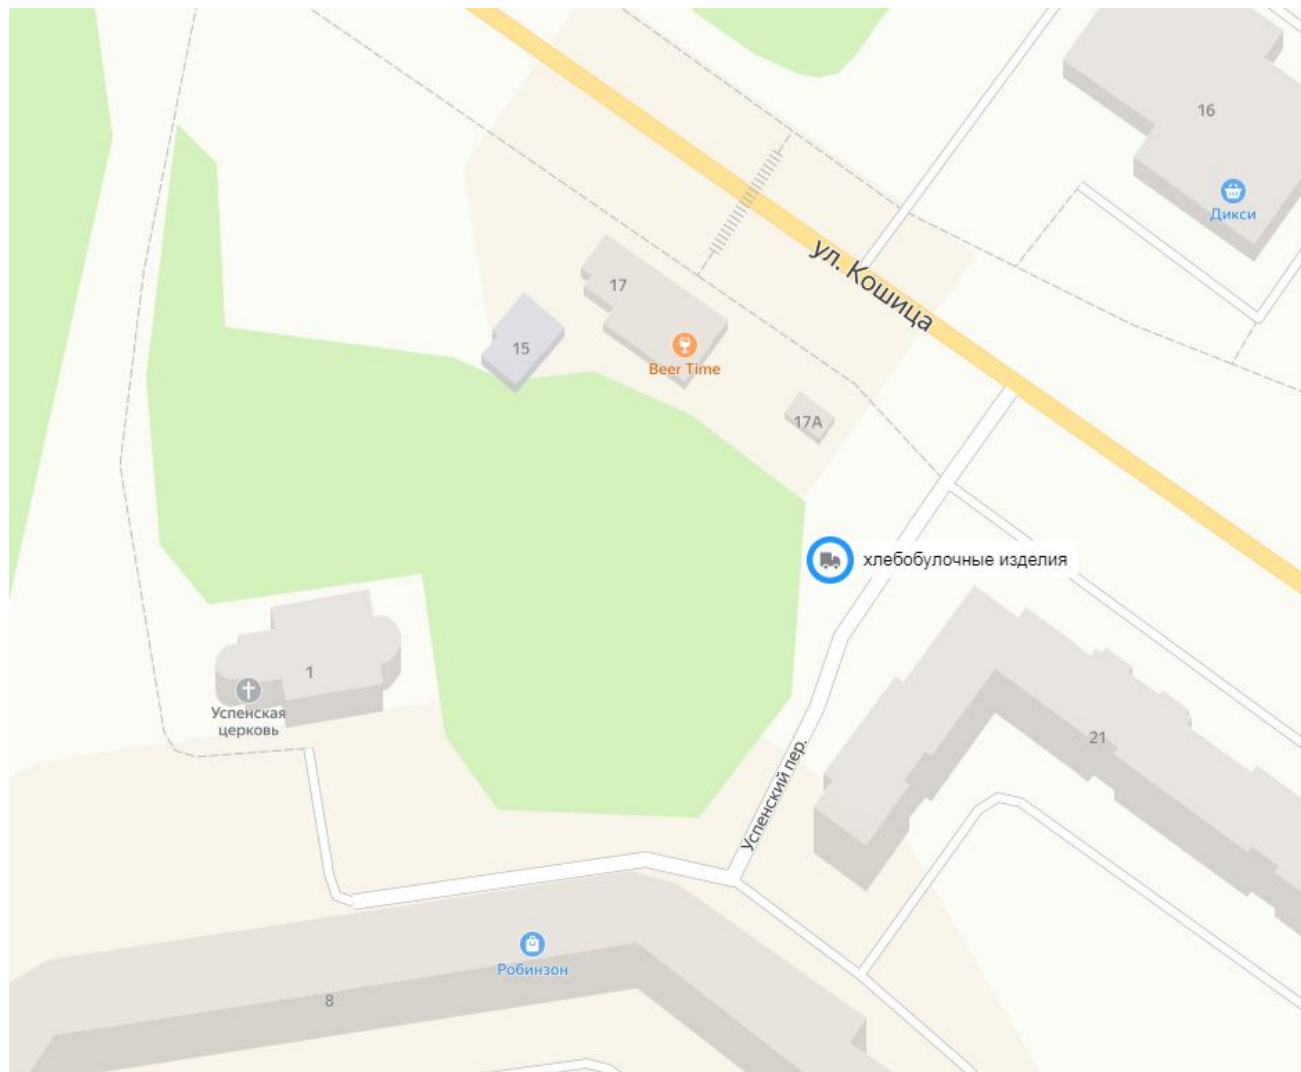 16
Дикси
ул. Кошица
17
15
Beer Time
17А
хлебобулочные изделия
1
Успенская
церковь
21
Успенский пер.
Робинзон
8